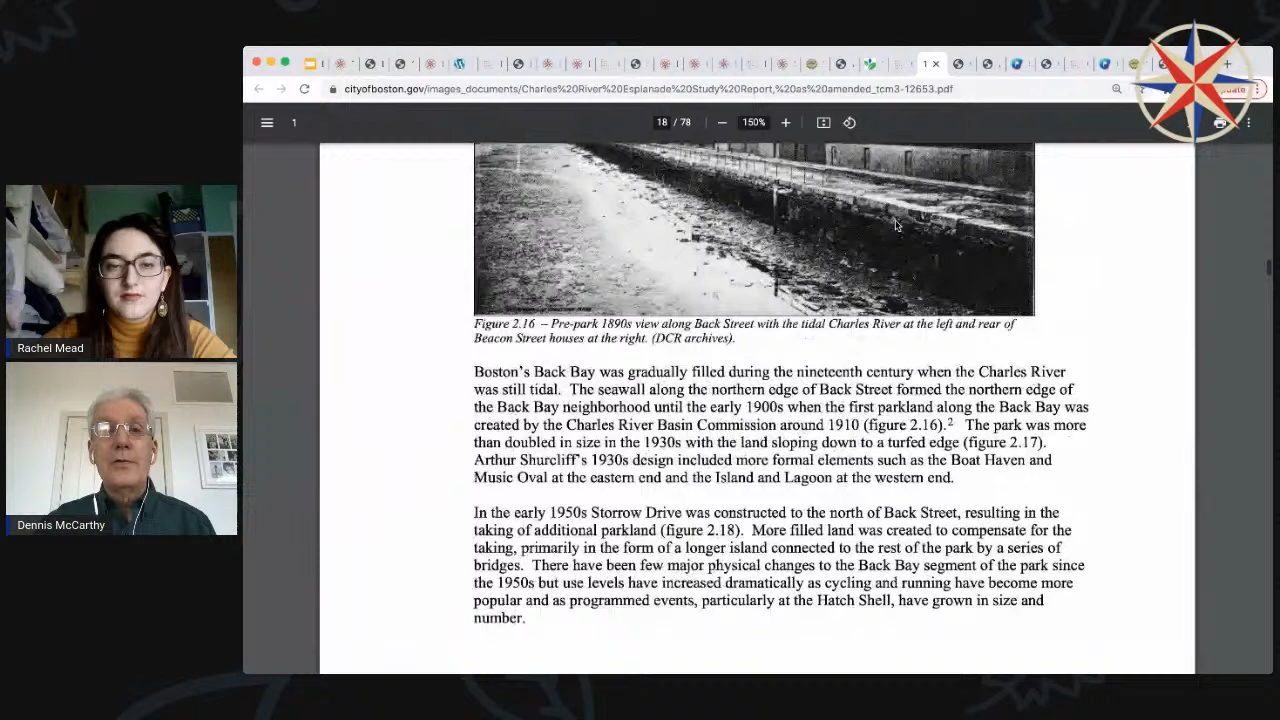 cityofboston.gov/images_documents/Charles%20River%20Esplanade%20Study%20Report,%20as%20amended_tcm3-12653.pdf
1
18 / 78
150%
Figure 2.16 – Pre-park 1890s view along Back Street with the tidal Charles River at the left and rear of
Beacon Street houses at the right. (DCR archives).
Boston's Back Bay was gradually filled during the nineteenth century when the Charles River
was still tidal. The seawall along the northern edge of Back Street formed the northern edge of
the Back Bay neighborhood until the early 1900s when the first parkland along the Back Bay was
created by the Charles River Basin Commission around 1910 (figure 2.16).2 The park was more
than doubled in size in the 1930s with the land sloping down to a turfed edge (figure 2.17).
Arthur Shurcliff's 1930s design included more formal elements such as the Boat Haven and
Music Oval at the eastern end and the Island and Lagoon at the western end.
In the early 1950s Storrow Drive was constructed to the north of Back Street, resulting in the
taking of additional parkland (figure 2.18). More filled land was created to compensate for the
taking, primarily in the form of a longer island connected to the rest of the park by a series of
bridges. There have been few major physical changes to the Back Bay segment of the park since
the 1950s but use levels have increased dramatically as cycling and running have become more
popular and as programmed events, particularly at the Hatch Shell, have grown in size and
number.
Rachel Mead
Dennis McCarthy